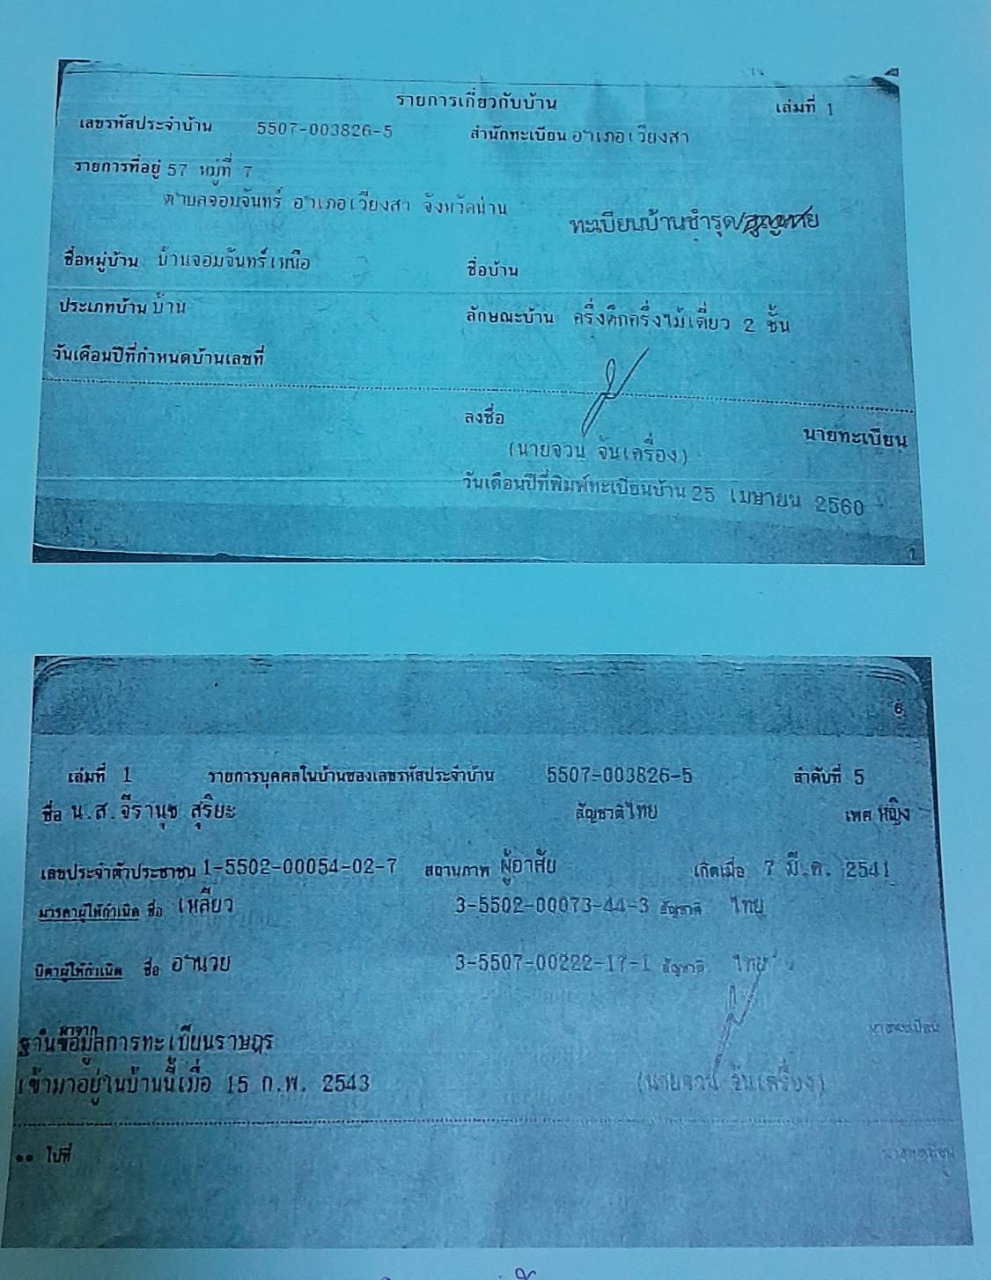 รายการเกี่ยวกับบ้าน เล่มที่ 1
เลขรหัสประจำบ้าน 5507-003826-5 สำนักทะเบียน อำเภอเวียงสา
รายการที่อยู่ 57 หมู่ที่ 7
ตำบลจอมจันทร์ อำเภอเวียงสา จังหวัดน่าน
ทะเบียนบ้านชำรุด/สูญหาย
ชื่อหมู่บ้าน บ้านจอมจันทร์เหนือ ชื่อบ้าน
ประเภทบ้าน บ้าน ลักษณะบ้าน ครึ่งตึกครึ่งไม้เดี่ยว 2 ชั้น
วันเดือนปีที่กำหนดบ้านเลขที่
ลงชื่อ นายทะเบียน
(นายจวน จันเครื่อง)
วันเดือนปีที่พิมพ์ทะเบียนบ้าน 25 เมษายน 2560
1
6
เล่มที่ 1 รายการบุคคลในบ้านของเลขรหัสประจำบ้าน 5507-003826-5 ลำดับที่ 5
ชื่อ น.ส.จีรานุช สุริยะ สัญชาติไทย เพศ หญิง
เลขประจำตัวประชาชน 1-5502-00054-02-7 สถานภาพ ผู้อาศัย เกิดเมื่อ 7 มี.ค. 2541
มารดาผู้ให้กำเนิด ชื่อ เหลียว 3-5502-00073-44-3 สัญชาติ ไทย
บิดาผู้ให้กำเนิด ชื่อ อำนวย 3-5507-00222-17-1 สัญชาติ ไทย
* มาจาก นายทะเบียน
ฐานข้อมูลการทะเบียนราษฎร
เข้ามาอยู่ในบ้านนี้เมื่อ 15 ก.พ. 2543 (นายจวน จันเครื่อง)
** ไปที่ นายทะเบียน